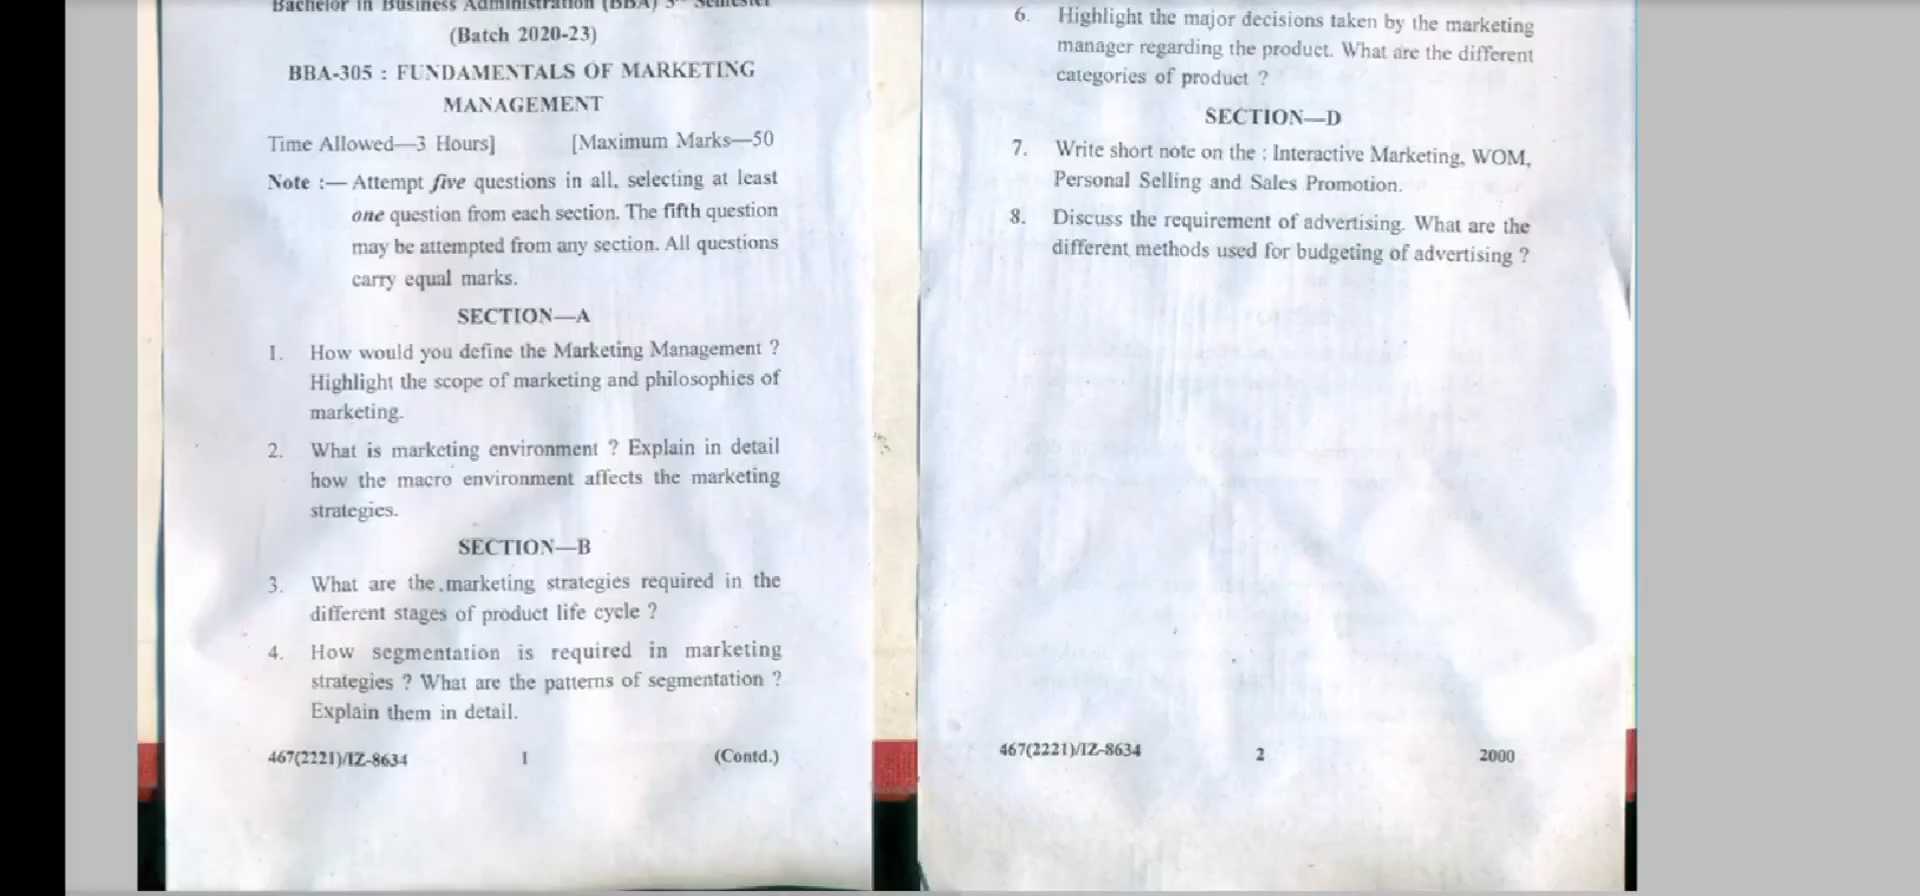 Bachelor in Business Administration (BBA) 3rd Semester
(Batch 2020-23)
BBA-305 : FUNDAMENTALS OF MARKETING
MANAGEMENT
Time Allowed—3 Hours] [Maximum Marks—50
Note :— Attempt five questions in all, selecting at least
one question from each section. The fifth question
may be attempted from any section. All questions
carry equal marks.
SECTION—A
1. How would you define the Marketing Management ?
Highlight the scope of marketing and philosophies of
marketing.
2. What is marketing environment ? Explain in detail
how the macro environment affects the marketing
strategies.
SECTION—B
3. What are the marketing strategies required in the
different stages of product life cycle ?
4. How segmentation is required in marketing
strategies ? What are the patterns of segmentation ?
Explain them in detail.
467(2221)/IZ-8634 1 (Contd.)
6. Highlight the major decisions taken by the marketing
manager regarding the product. What are the different
categories of product ?
SECTION—D
7. Write short note on the : Interactive Marketing, WOM,
Personal Selling and Sales Promotion.
8. Discuss the requirement of advertising. What are the
different methods used for budgeting of advertising ?
467(2221)/IZ-8634 2 2000